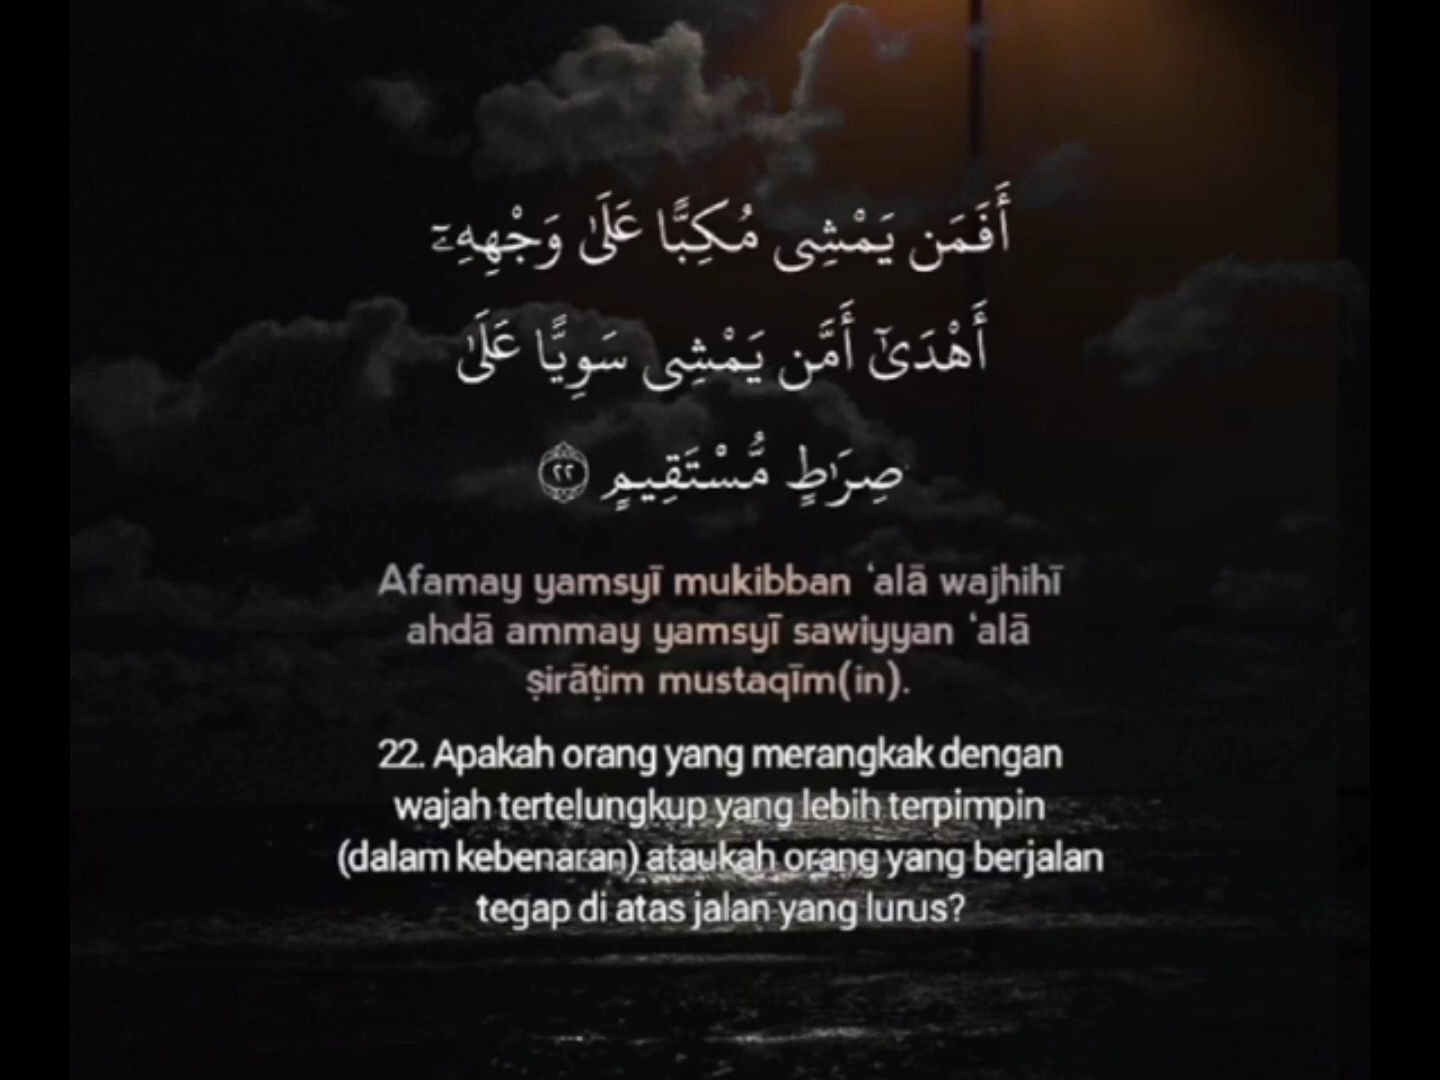 أَفَمَن يَمْشِى مُكِبًّا عَلَىٰ وَجْهِهِۦٓ
أَهْدَىٰٓ أَمَّن يَمْشِى سَوِيًّا عَلَىٰ
صِرَٰطٍ مُّسْتَقِيمٍ ٢٢
Afamay yamsyī mukibban ‘alā wajhihī
ahdā ammay yamsyī sawiyyan ‘alā
ṣirāṭim mustaqīm(in).
22. Apakah orang yang merangkak dengan
wajah tertelungkup yang lebih terpimpin
(dalam kebenaran) ataukah orang yang berjalan
tegap di atas jalan yang lurus?